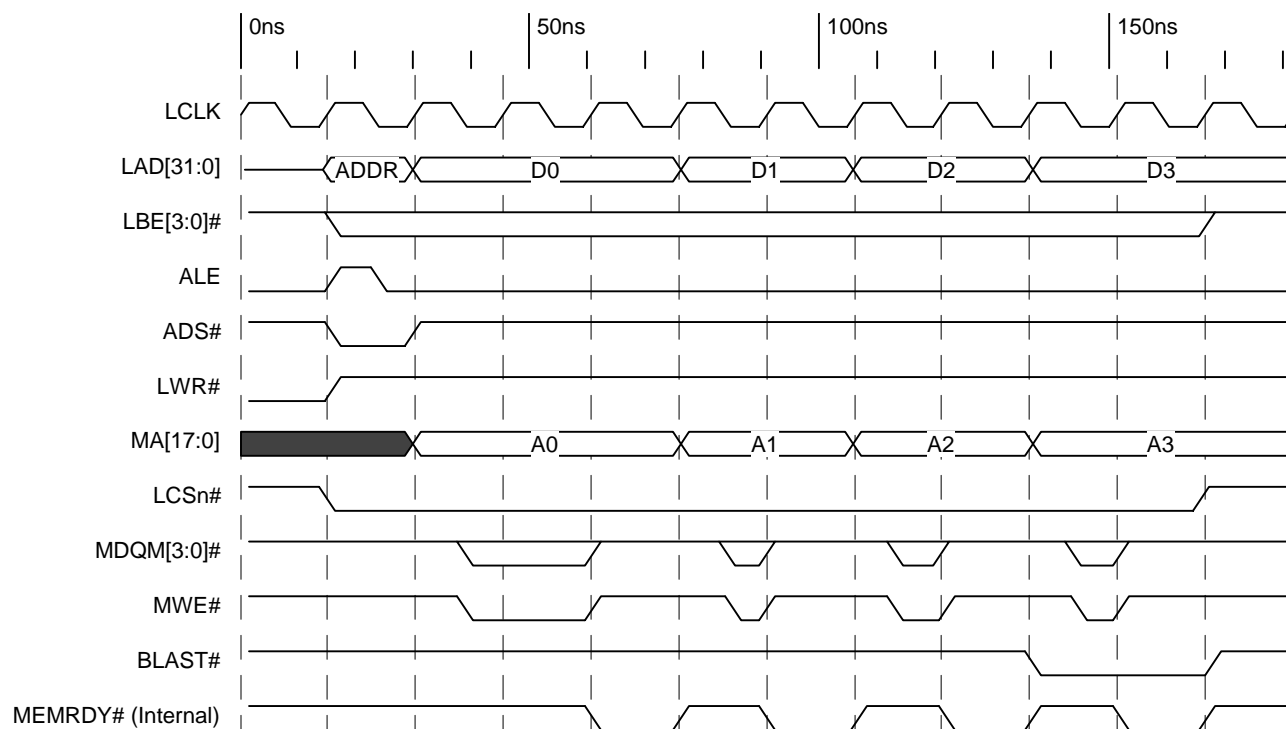 0ns 50ns 100ns 150ns
LCLK
LAD[31:0] ADDR D0 D1 D2 D3
LBE[3:0]#
ALE
ADS#
LWR#
MA[17:0] A0 A1 A2 A3
LCSn#
MDQM[3:0]#
MWE#
BLAST#
MEMRDY# (Internal)